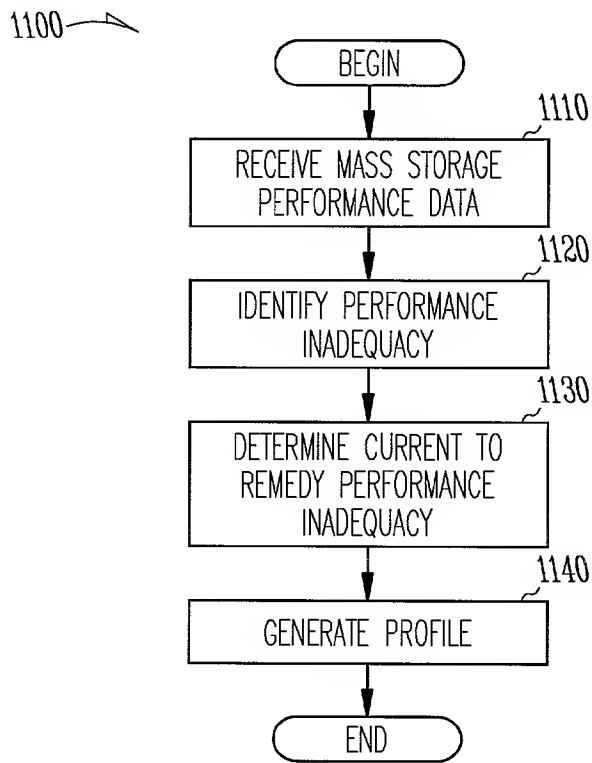 1100
BEGIN
1110
RECEIVE MASS STORAGE
PERFORMANCE DATA
1120
IDENTIFY PERFORMANCE
INADEQUACY
1130
DETERMINE CURRENT TO
REMEDY PERFORMANCE
INADEQUACY
1140
GENERATE PROFILE
END